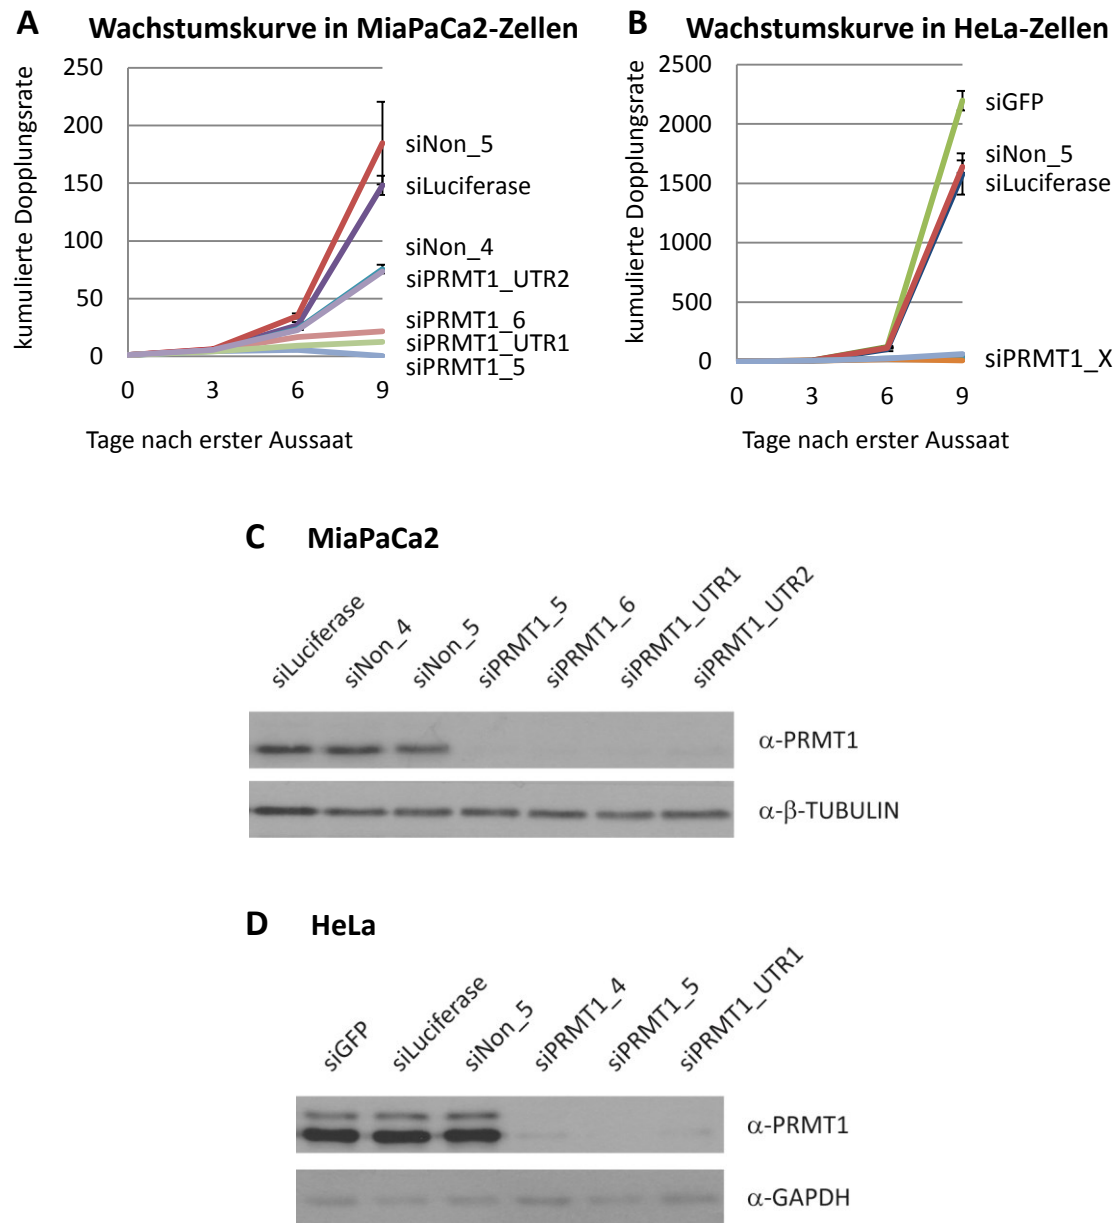 A Wachstumskurve in MiaPaCa2-Zellen
kumulierte Dopplungsrate
250
200
150
100
50
0
0 3 6 9
Tage nach erster Aussaat
siNon_5
siLuciferase
siNon_4
siPRMT1_UTR2
siPRMT1_6
siPRMT1_UTR1
siPRMT1_5
B Wachstumskurve in HeLa-Zellen
kumulierte Dopplungsrate
2500
2000
1500
1000
500
0
0 3 6 9
Tage nach erster Aussaat
siGFP
siNon_5
siLuciferase
siPRMT1_X
C MiaPaCa2
siLuciferase
siNon_4
siNon_5
siPRMT1_5
siPRMT1_6
siPRMT1_UTR1
siPRMT1_UTR2
α-PRMT1
α-β-TUBULIN
D HeLa
siGFP
siLuciferase
siNon_5
siPRMT1_4
siPRMT1_5
siPRMT1_UTR1
α-PRMT1
α-GAPDH